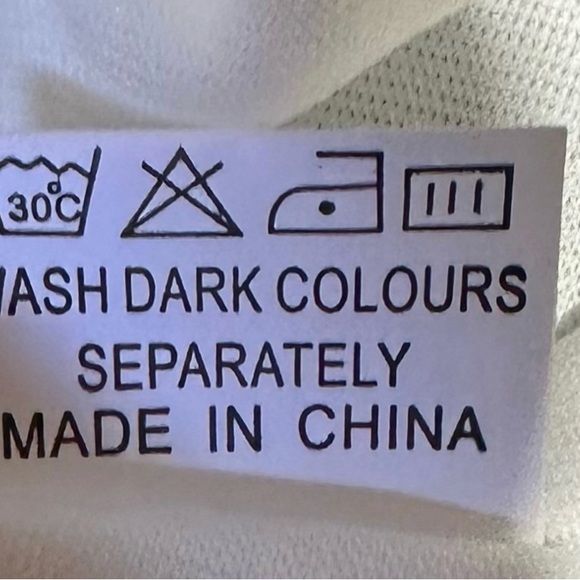 30°C
WASH DARK COLOURS
SEPARATELY
MADE IN CHINA